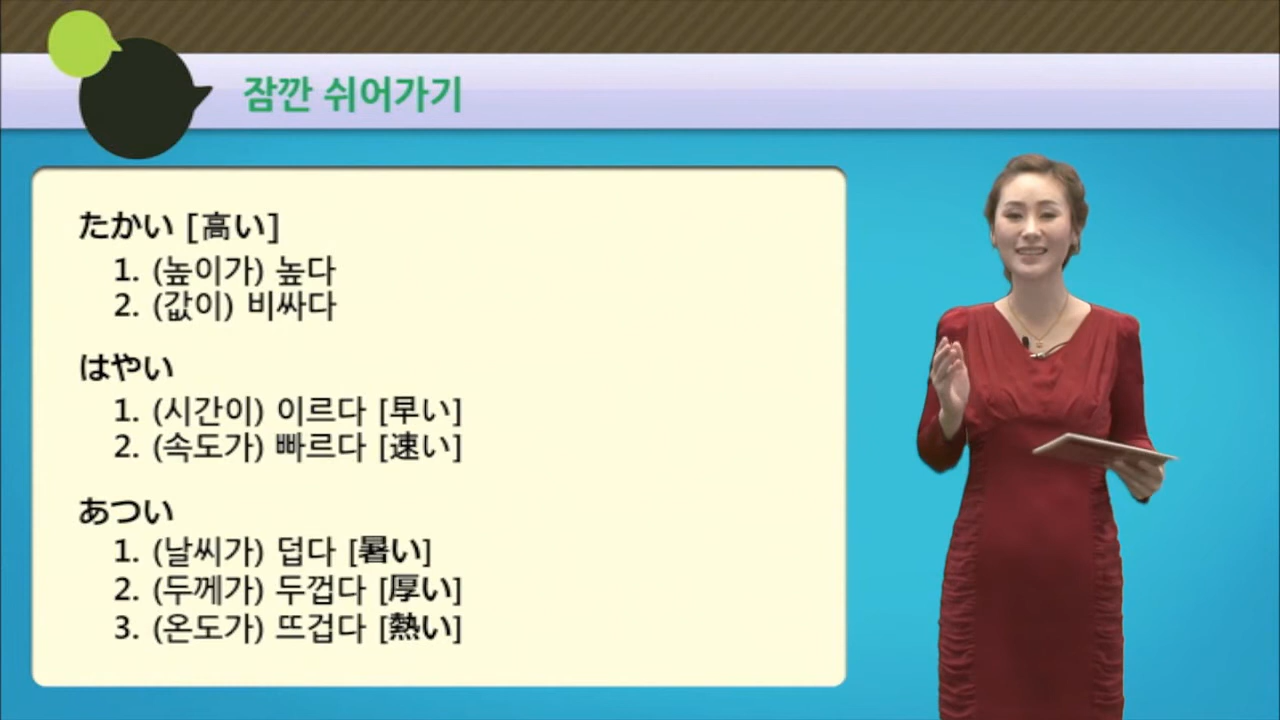 잠깐 쉬어가기
たかい [高い]
1. (높이가) 높다
2. (값이) 비싸다
はやい
1. (시간이) 이르다 [早い]
2. (속도가) 빠르다 [速い]
あつい
1. (날씨가) 덥다 [暑い]
2. (두께가) 두껍다 [厚い]
3. (온도가) 뜨겁다 [熱い]